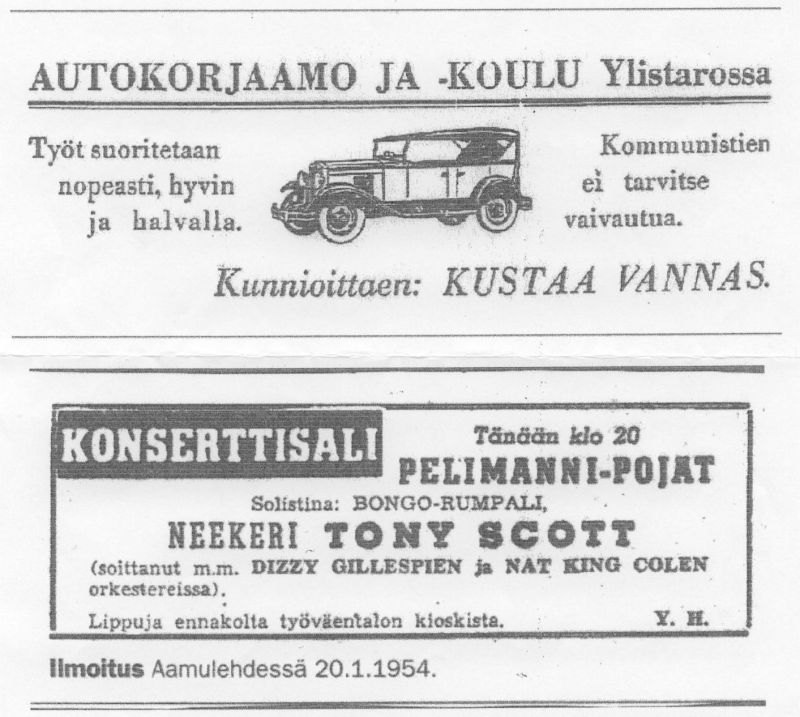 AUTOKORJAAMO JA -KOULU Ylistarossa
Työt suoritetaan
nopeasti, hyvin
ja halvalla.
Kommunistien
ei tarvitse
vaivautua.
Kunnioittaen: KUSTAA VANNAS.
KONSERTTISALI
Tänään klo 20
PELIMANNI-POJAT
Solistina: BONGO-RUMPALI,
NEEKERI TONY SCOTT
(soittanut m.m. DIZZY GILLESPIEN ja NAT KING COLEN
orkestereissa).
Lippuja ennakolta työväentalon kioskista. Y. H.
Ilmoitus Aamulehdessä 20.1.1954.